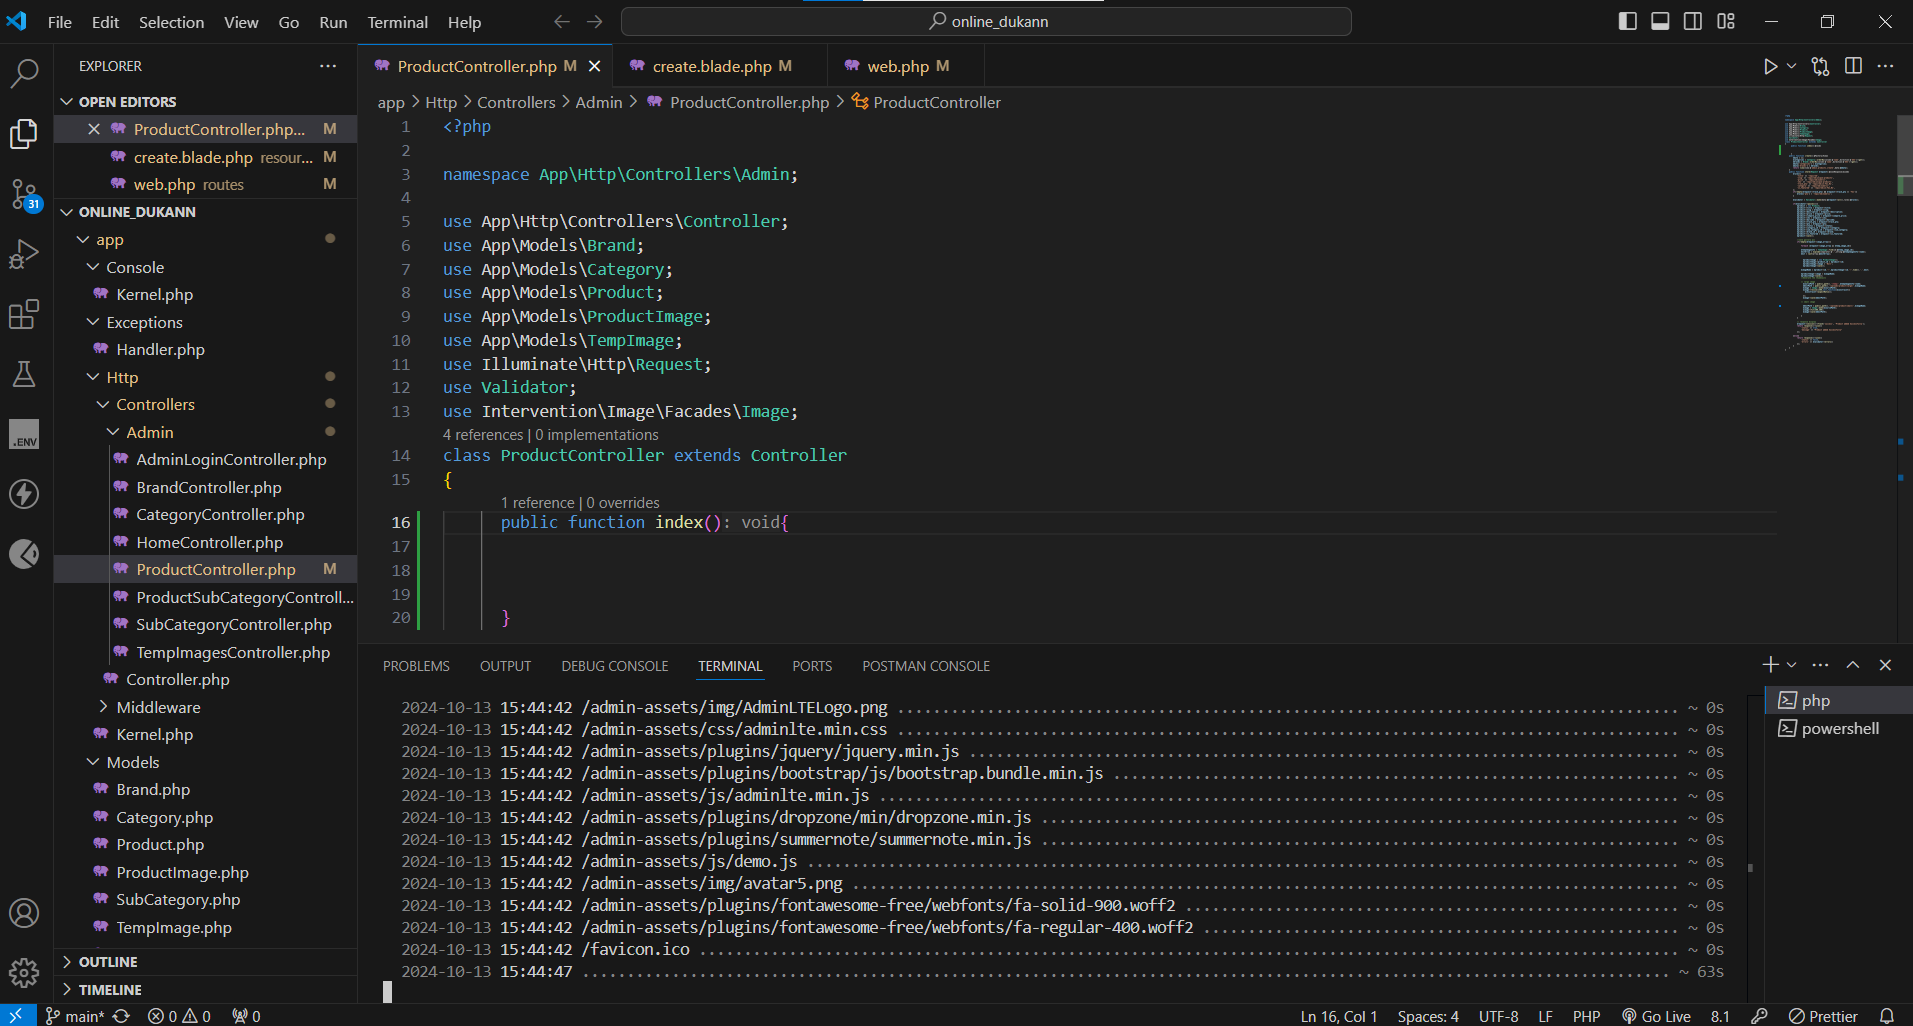 File Edit Selection View Go Run Terminal Help
online_dukann
EXPLORER
OPEN EDITORS
ProductController.php... M
create.blade.php resour... M
web.php routes M
ONLINE_DUKANN
app
Console
Kernel.php
Exceptions
Handler.php
Http
Controllers
Admin
AdminLoginController.php
BrandController.php
CategoryController.php
HomeController.php
ProductController.php M
ProductSubCategoryControll...
SubCategoryController.php
TempImagesController.php
Controller.php
Middleware
Kernel.php
Models
Brand.php
Category.php
Product.php
ProductImage.php
SubCategory.php
TempImage.php
OUTLINE
TIMELINE
31
.ENV
ProductController.php M
create.blade.php M
web.php M
app > Http > Controllers > Admin > ProductController.php > ProductController
1 <?php
2
3 namespace App\Http\Controllers\Admin;
4
5 use App\Http\Controllers\Controller;
6 use App\Models\Brand;
7 use App\Models\Category;
8 use App\Models\Product;
9 use App\Models\ProductImage;
10 use App\Models\TempImage;
11 use Illuminate\Http\Request;
12 use Validator;
13 use Intervention\Image\Facades\Image;
4 references | 0 implementations
14 class ProductController extends Controller
15 {
1 reference | 0 overrides
16 public function index(): void{
17
18
19
20 }
PROBLEMS OUTPUT DEBUG CONSOLE TERMINAL PORTS POSTMAN CONSOLE
2024-10-13 15:44:42 /admin-assets/img/AdminLTELogo.png ~ 0s
2024-10-13 15:44:42 /admin-assets/css/adminlte.min.css ~ 0s
2024-10-13 15:44:42 /admin-assets/plugins/jquery/jquery.min.js ~ 0s
2024-10-13 15:44:42 /admin-assets/plugins/bootstrap/js/bootstrap.bundle.min.js ~ 0s
2024-10-13 15:44:42 /admin-assets/js/adminlte.min.js ~ 0s
2024-10-13 15:44:42 /admin-assets/plugins/dropzone/min/dropzone.min.js ~ 0s
2024-10-13 15:44:42 /admin-assets/plugins/summernote/summernote.min.js ~ 0s
2024-10-13 15:44:42 /admin-assets/js/demo.js ~ 0s
2024-10-13 15:44:42 /admin-assets/img/avatar5.png ~ 0s
2024-10-13 15:44:42 /admin-assets/plugins/fontawesome-free/webfonts/fa-solid-900.woff2 ~ 0s
2024-10-13 15:44:42 /admin-assets/plugins/fontawesome-free/webfonts/fa-regular-400.woff2 ~ 0s
2024-10-13 15:44:42 /favicon.ico ~ 0s
2024-10-13 15:44:47 ~ 63s
php
powershell
main* 0 0 0 Ln 16, Col 1 Spaces: 4 UTF-8 LF PHP Go Live 8.1 Prettier